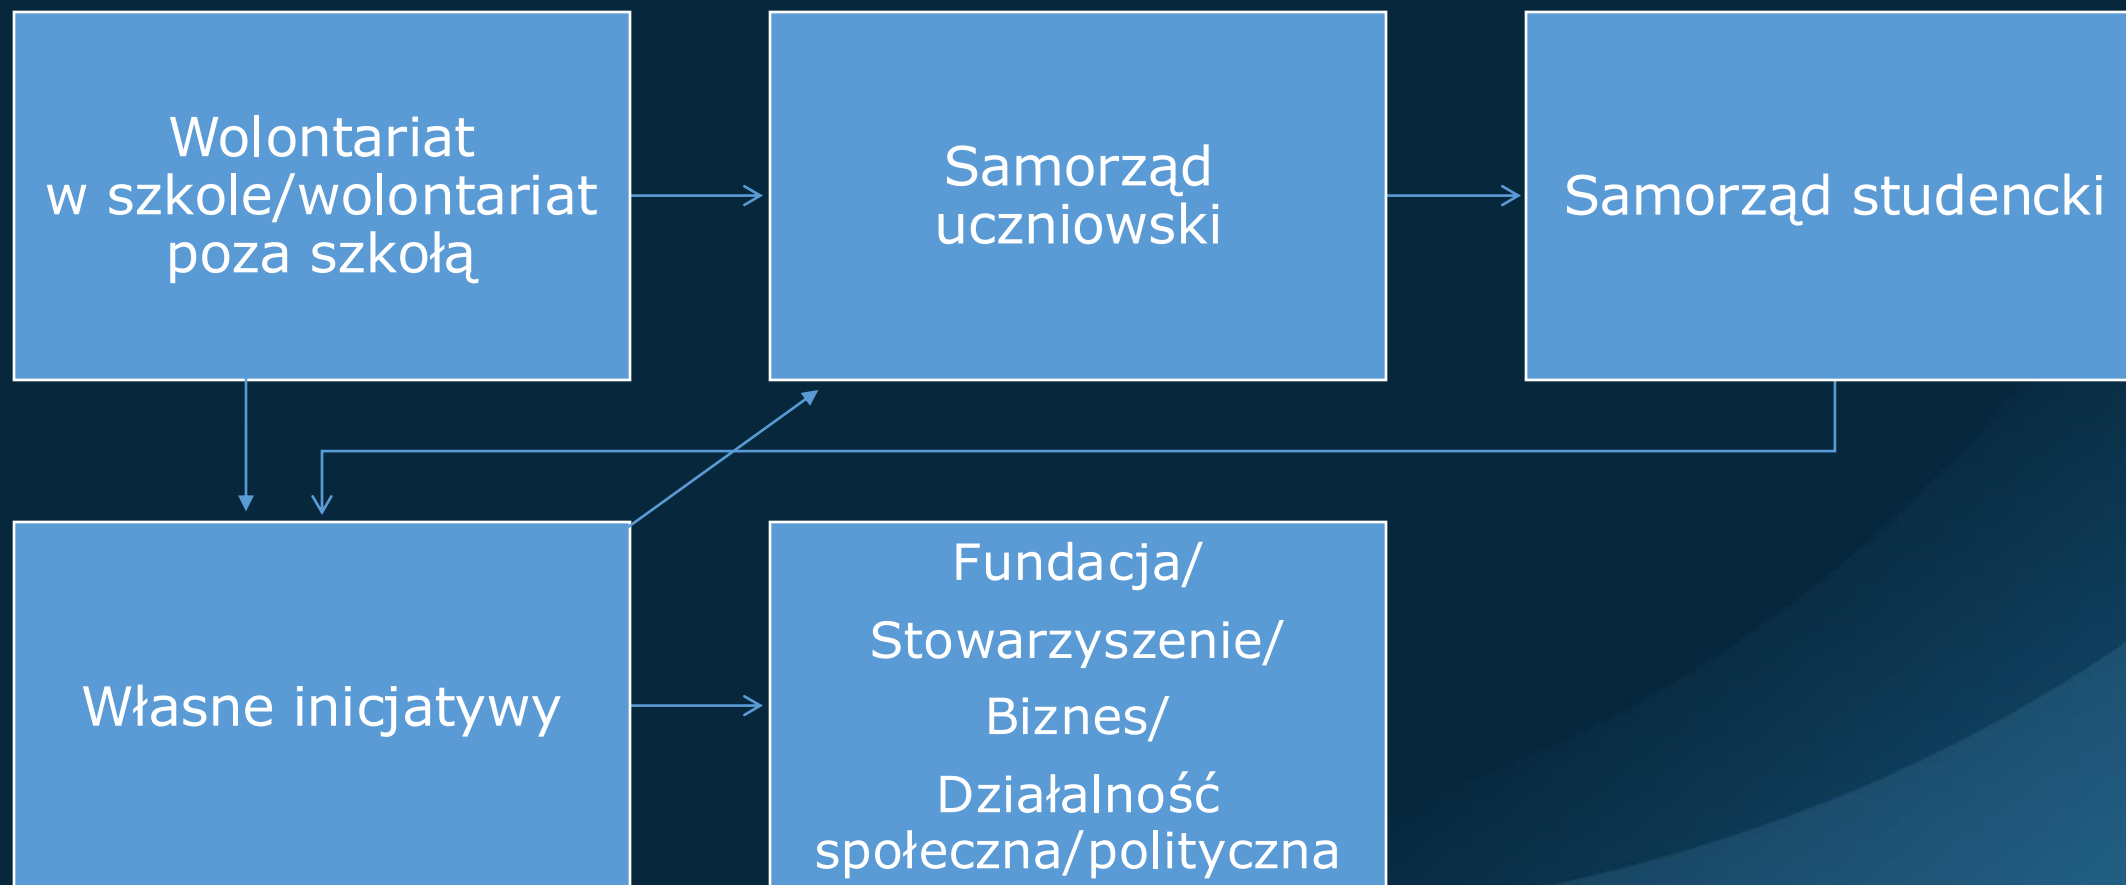 Wolontariat
w szkole/wolontariat
poza szkołą
Samorząd
uczniowski
Samorząd studencki
Własne inicjatywy
Fundacja/
Stowarzyszenie/
Biznes/
Działalność
społeczna/polityczna